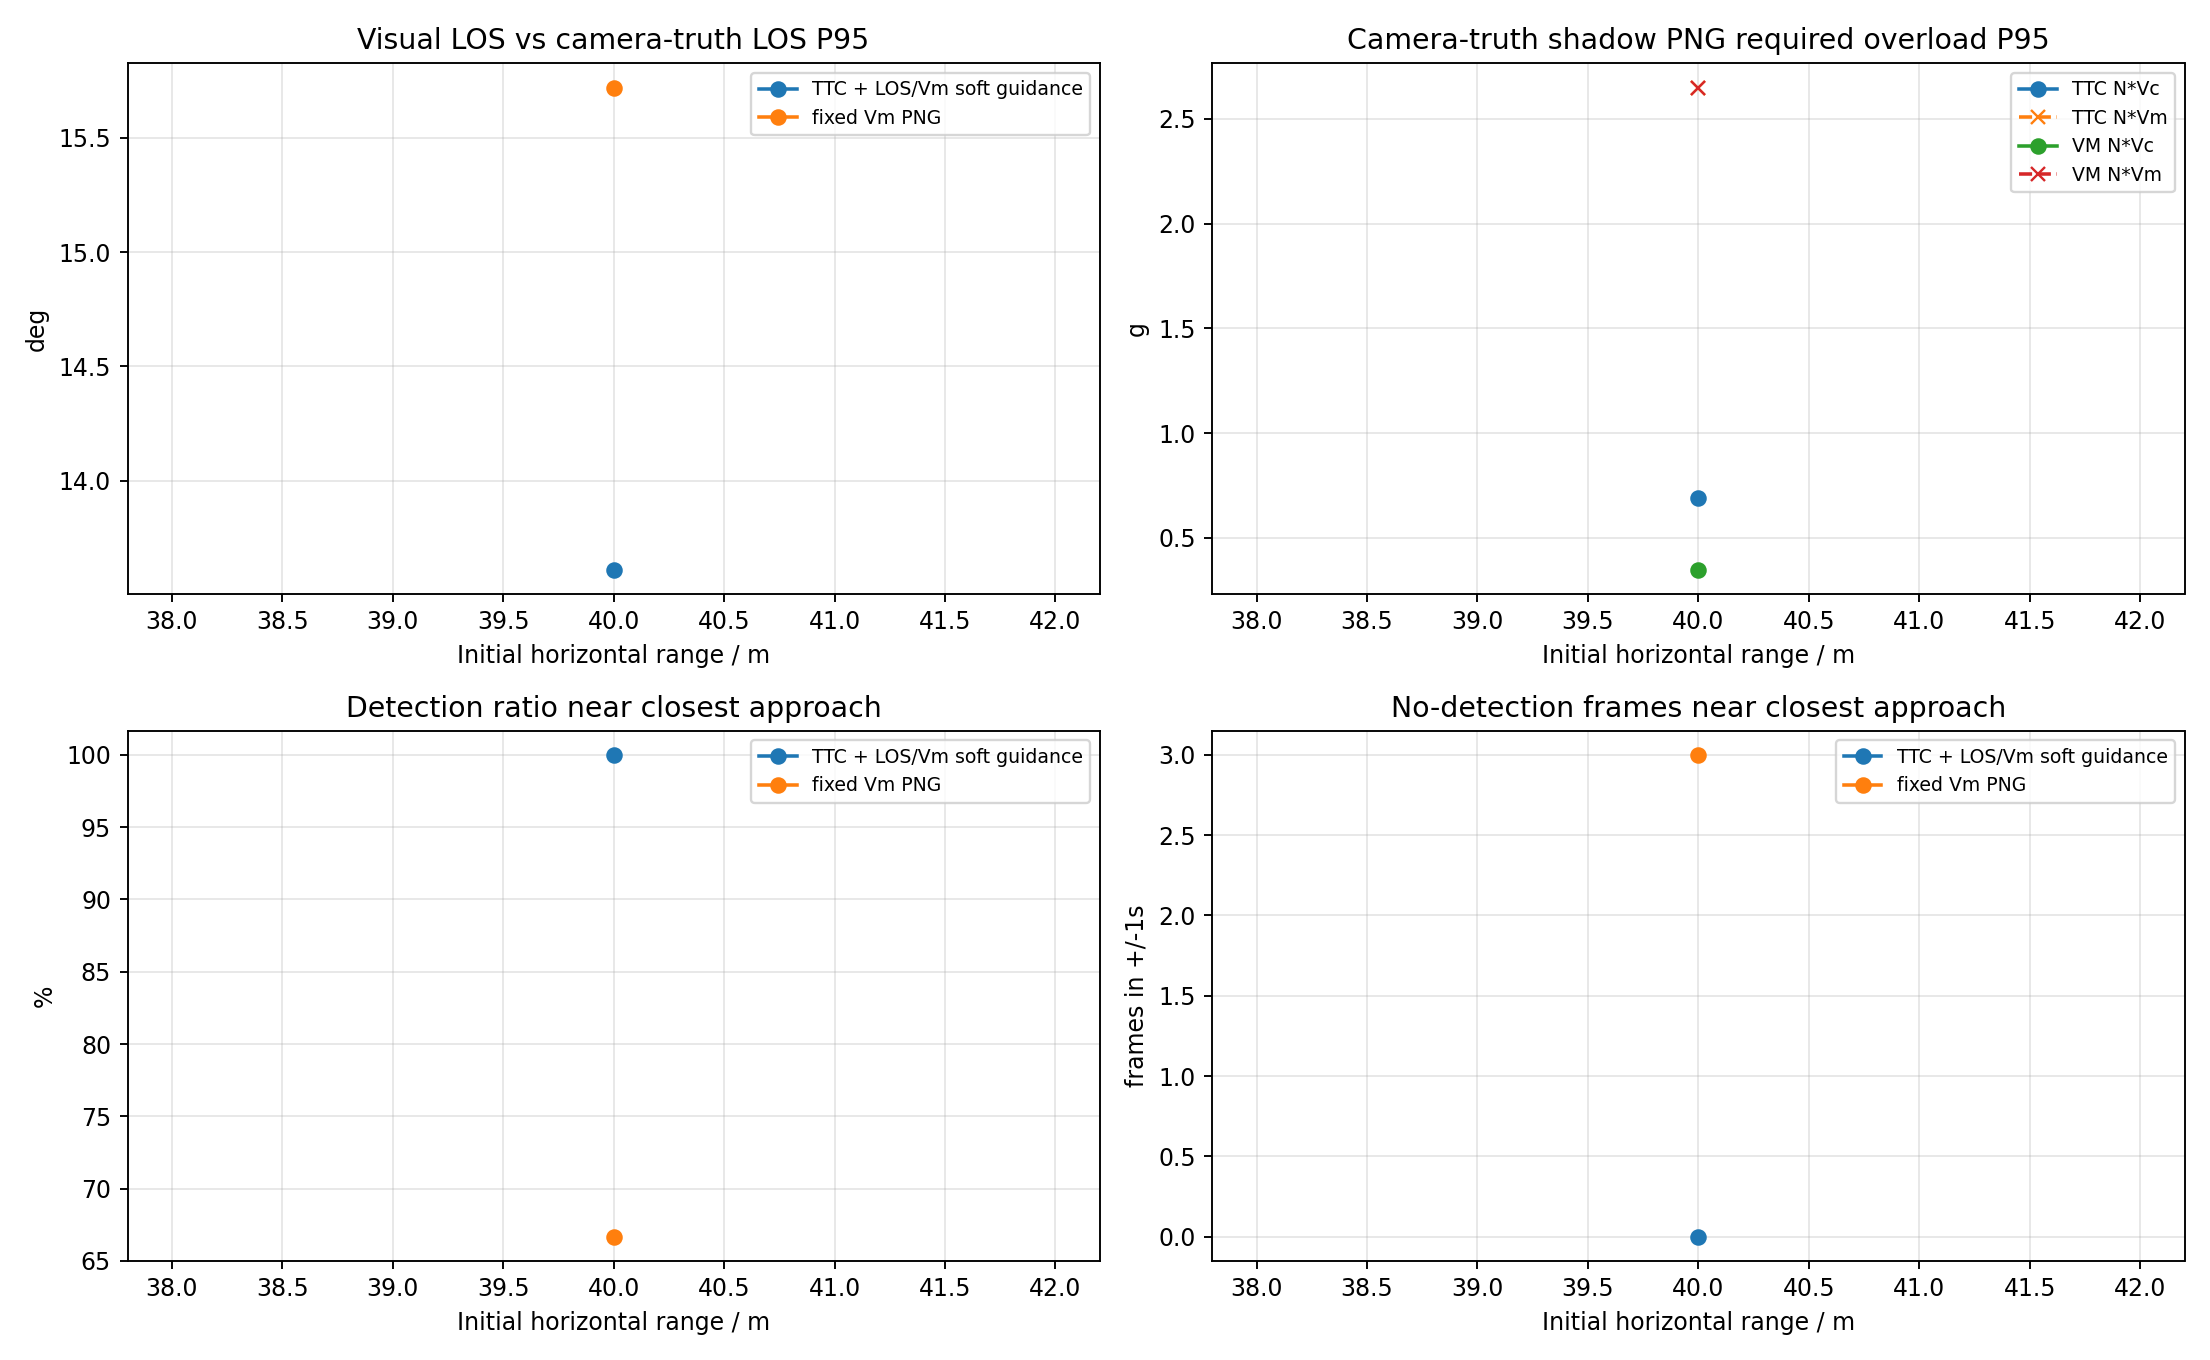 Visual LOS vs camera-truth LOS P95
TTC + LOS/Vm soft guidance
fixed Vm PNG
deg
15.5
15.0
14.5
14.0
38.0 38.5 39.0 39.5 40.0 40.5 41.0 41.5 42.0
Initial horizontal range / m
Camera-truth shadow PNG required overload P95
TTC N*Vc
TTC N*Vm
VM N*Vc
VM N*Vm
g
2.5
2.0
1.5
1.0
0.5
38.0 38.5 39.0 39.5 40.0 40.5 41.0 41.5 42.0
Initial horizontal range / m
Detection ratio near closest approach
TTC + LOS/Vm soft guidance
fixed Vm PNG
%
100
95
90
85
80
75
70
65
38.0 38.5 39.0 39.5 40.0 40.5 41.0 41.5 42.0
Initial horizontal range / m
No-detection frames near closest approach
TTC + LOS/Vm soft guidance
fixed Vm PNG
frames in +/-1s
3.0
2.5
2.0
1.5
1.0
0.5
0.0
38.0 38.5 39.0 39.5 40.0 40.5 41.0 41.5 42.0
Initial horizontal range / m